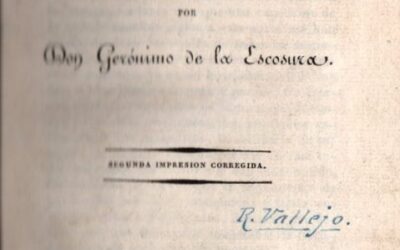 POR
Don Gerónimo de la Escosura.
SEGUNDA IMPRESION CORREGIDA.
R. Vallejo.